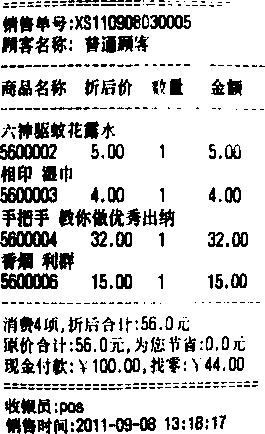 销售单号:XS110908030005
顾客名称: 普通顾客
商品名称 折后价 数量 金额
六神驱蚊花露水
5600002 5.00 1 5.00
相印 湿巾
5600003 4.00 1 4.00
手把手 教你做优秀出纳
5600004 32.00 1 32.00
香烟 利群
5600006 15.00 1 15.00
消费4项,折后合计:56.0元
原价合计:56.0元,为您节省:0.0元
现金付款:¥100.00,找零:¥44.00
收银员:pos
销售时间:2011-09-08 13:18:17